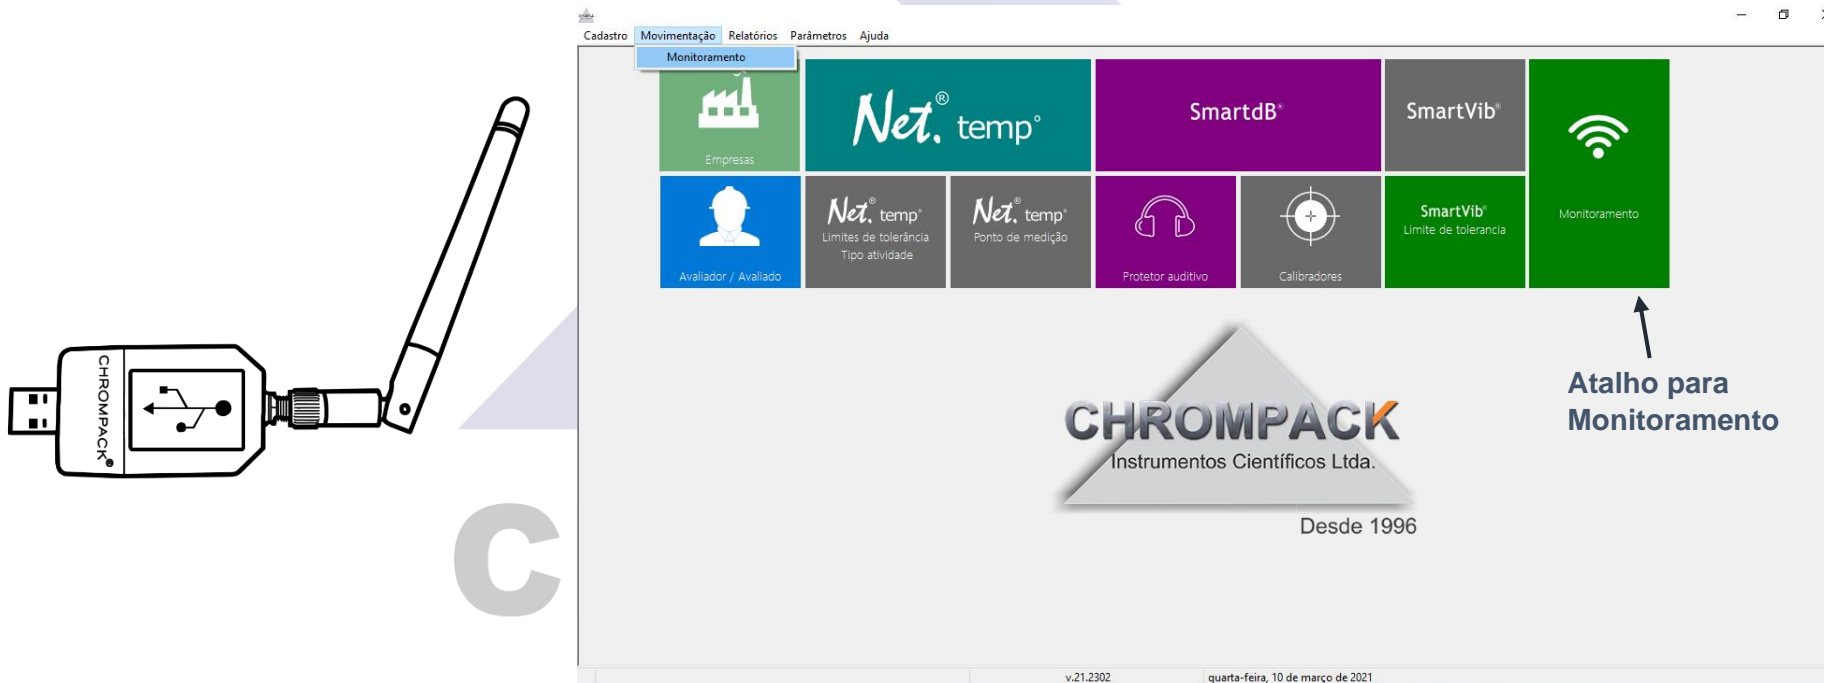 CHROMPACK®
C
Cadastro Movimentação Relatórios Parâmetros Ajuda
Monitoramento
Empresas
Net.® temp°
SmartdB®
SmartVib®
Monitoramento
Avaliador / Avaliado
Net.® temp°
Limites de tolerância
Tipo atividade
Net.® temp°
Ponto de medição
Protetor auditivo
Calibradores
SmartVib®
Limite de tolerancia
Atalho para
Monitoramento
CHROMPACK
Instrumentos Científicos Ltda.
Desde 1996
v.21.2302 quarta-feira, 10 de março de 2021